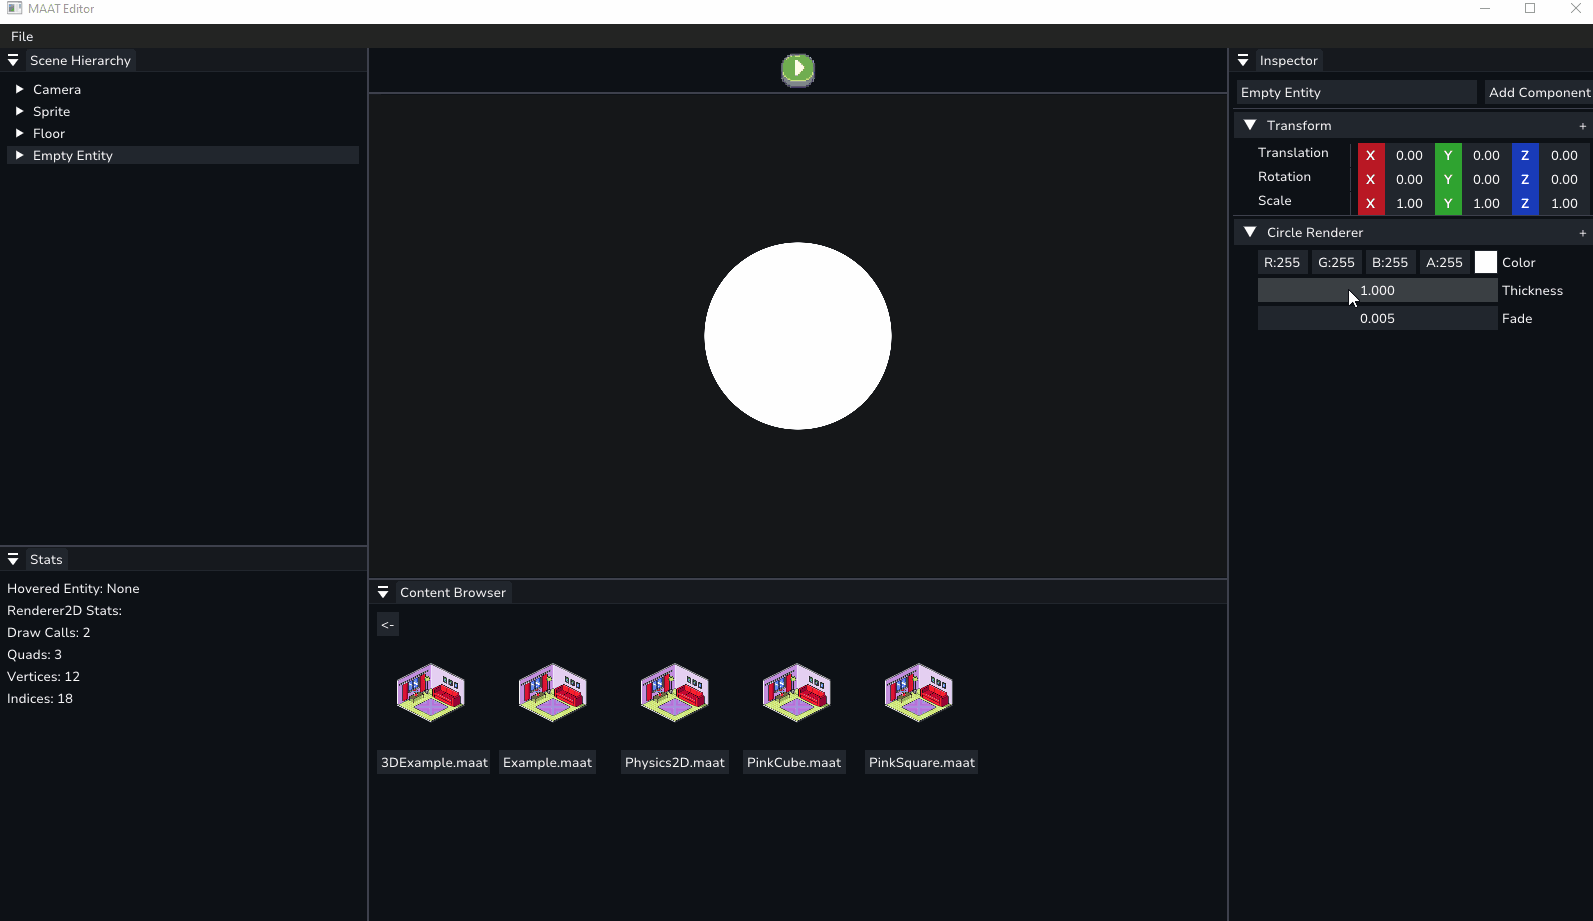 MAAT Editor
File
Scene Hierarchy
Camera
Sprite
Floor
Empty Entity
Stats
Hovered Entity: None
Renderer2D Stats:
Draw Calls: 2
Quads: 3
Vertices: 12
Indices: 18
Content Browser
<-
3DExample.maat Example.maat Physics2D.maat PinkCube.maat PinkSquare.maat
Inspector
Empty Entity Add Component
Transform +
Translation X 0.00 Y 0.00 Z 0.00
Rotation X 0.00 Y 0.00 Z 0.00
Scale X 1.00 Y 1.00 Z 1.00
Circle Renderer +
R:255 G:255 B:255 A:255 Color
1.000 Thickness
0.005 Fade